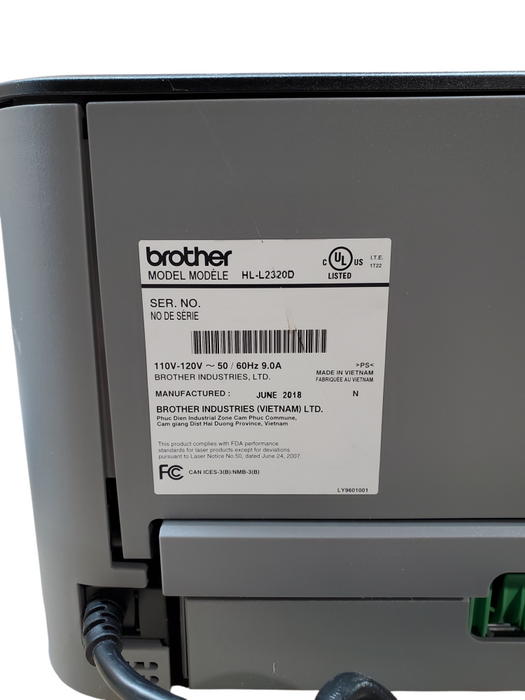 brother
MODEL MODÈLE HL-L2320D
C UL US I.T.E. 1T22
LISTED
SER. NO.
NO DE SÉRIE
110V-120V ~ 50 / 60Hz 9.0A >PS<
BROTHER INDUSTRIES, LTD. MADE IN VIETNAM
FABRIQUÉE AU VIETNAM
MANUFACTURED : JUNE 2018 N
BROTHER INDUSTRIES (VIETNAM) LTD.
Phuc Dien Industrial Zone Cam Phuc Commune,
Cam giang Dist Hai Duong Province, Vietnam
This product complies with FDA performance
standards for laser products except for deviations
pursuant to Laser Notice No.50, dated June 24, 2007.
FC CAN ICES-3(B)/NMB-3(B)
LY9601001